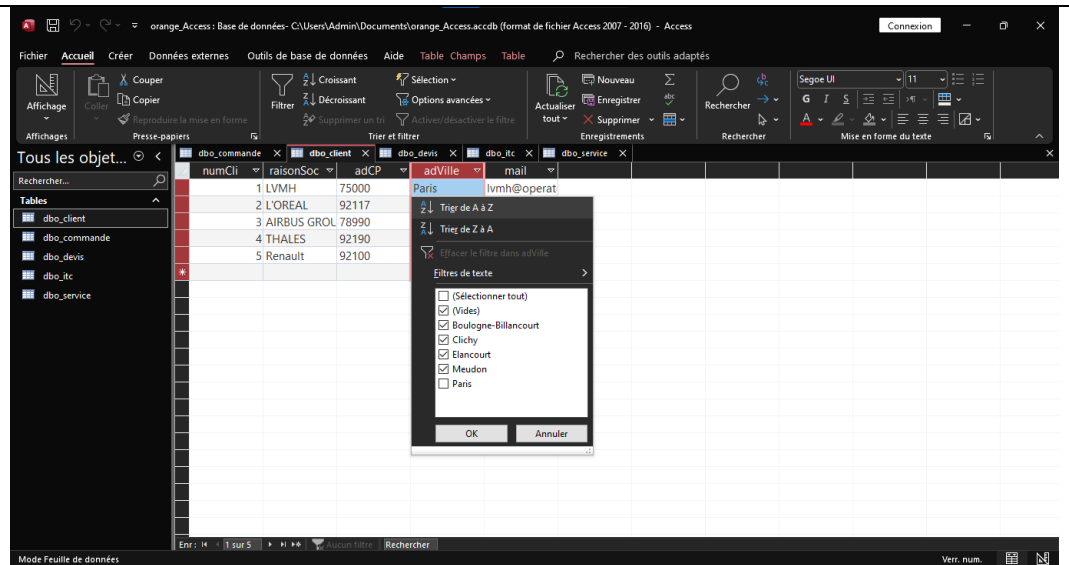 orange_Access : Base de données- C:\Users\Admin\Documents\orange_Access.accdb (format de fichier Access 2007 - 2016) - Access Connexion
Fichier Accueil Créer Données externes Outils de base de données Aide Table Champs Table Rechercher des outils adaptés
Affichage
Coller
Couper
Copier
Reproduire la mise en forme
Filtrer
Croissant
Décroissant
Supprimer un tri
Sélection
Options avancées
Activer/désactiver le filtre
Actualiser tout
Nouveau
Enregistrer
Supprimer
Rechercher
Segoe UI 11
G I S
Affichages Presse-papiers Trier et filtrer Enregistrements Rechercher Mise en forme du texte
Tous les objet...
Rechercher...
Tables
dbo_client
dbo_commande
dbo_devis
dbo_itc
dbo_service
dbo_commande dbo_client dbo_devis dbo_itc dbo_service
numCli raisonSoc adCP adVille mail
1 LVMH 75000 Paris lvmh@operat
2 L'OREAL 92117
3 AIRBUS GROU 78990
4 THALES 92190
5 Renault 92100
Trier de A à Z
Trier de Z à A
Effacer le filtre dans adVille
Filtres de texte
(Sélectionner tout)
(Vides)
Boulogne-Billancourt
Clichy
Elancourt
Meudon
Paris
OK Annuler
Enr : 1 sur 5 Aucun filtre Rechercher
Mode Feuille de données Verr. num.